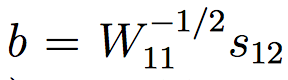 b = W_{11}^{-1/2} s_{12}